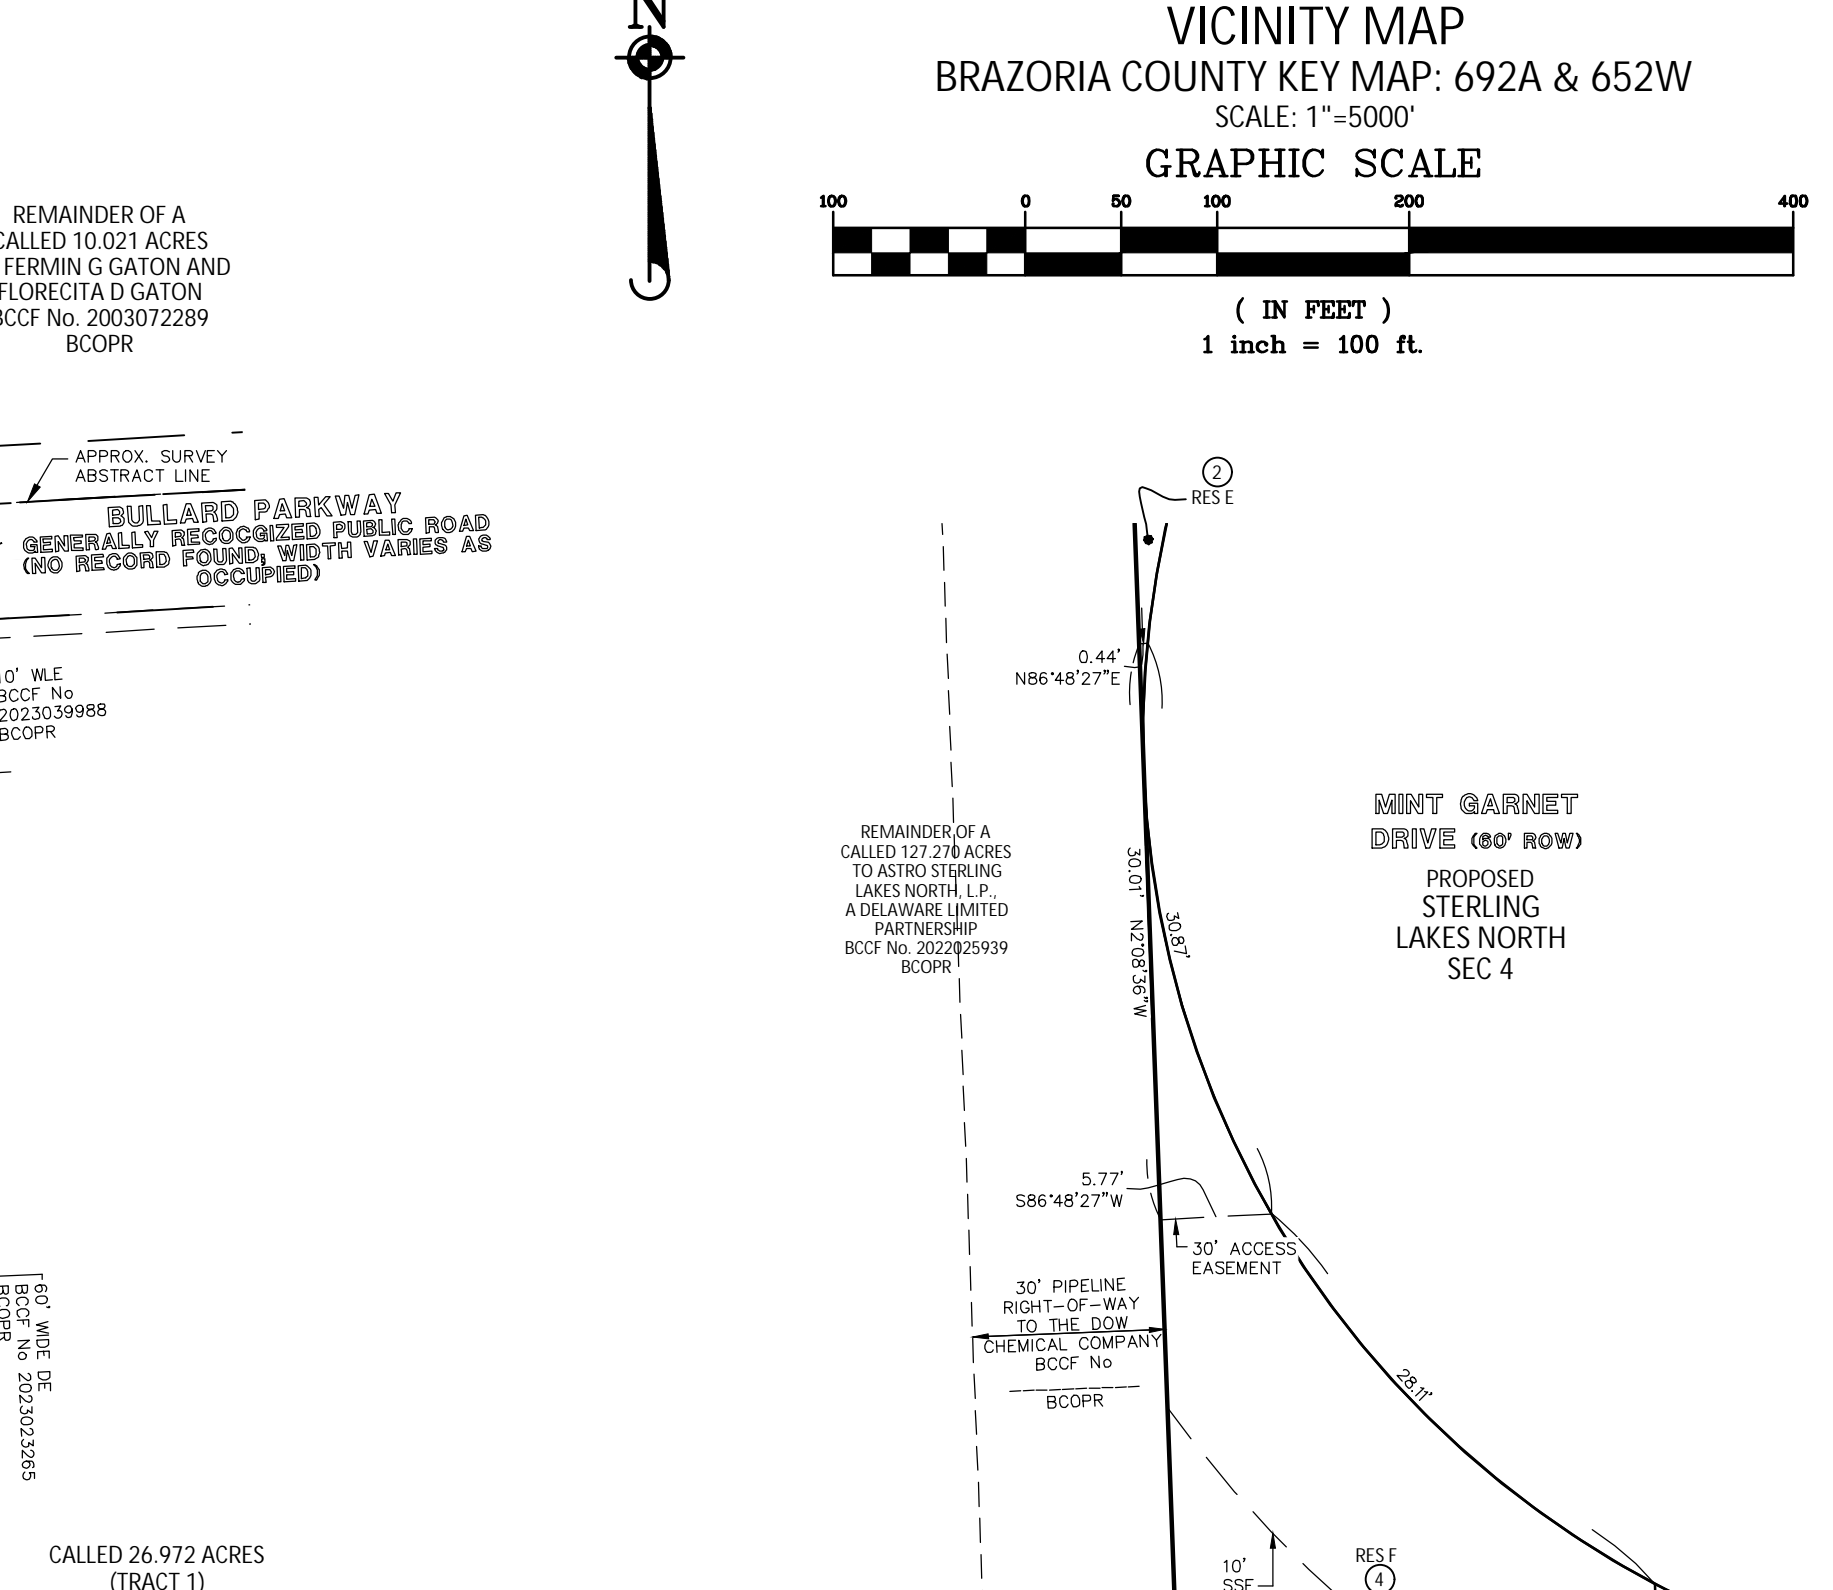 N
VICINITY MAP
BRAZORIA COUNTY KEY MAP: 692A & 652W
SCALE: 1"=5000'
GRAPHIC SCALE
100 0 50 100 200 400
( IN FEET )
1 inch = 100 ft.
REMAINDER OF A
CALLED 10.021 ACRES
FERMIN G GATON AND
FLORECITA D GATON
BCCF No. 2003072289
BCOPR
APPROX. SURVEY
ABSTRACT LINE
BULLARD PARKWAY
GENERALLY RECOCGIZED PUBLIC ROAD
(NO RECORD FOUND; WIDTH VARIES AS
OCCUPIED)
10' WLE
BCCF No
2023039988
BCOPR
2
RES E
0.44'
N86°48'27"E
REMAINDER OF A
CALLED 127.270 ACRES
TO ASTRO STERLING
LAKES NORTH, L.P.,
A DELAWARE LIMITED
PARTNERSHIP
BCCF No. 2022025939
BCOPR
30.01' N2°08'36"W
30.87'
MINT GARNET
DRIVE (60' ROW)
PROPOSED
STERLING
LAKES NORTH
SEC 4
5.77'
S86°48'27"W
30' ACCESS
EASEMENT
30' PIPELINE
RIGHT-OF-WAY
TO THE DOW
CHEMICAL COMPANY
BCCF No
__________
BCOPR
28.11'
60' WIDE DE
BCCF No 2023023265
BCOPR
CALLED 26.972 ACRES
(TRACT 1)
10'
SSE
RES F
4